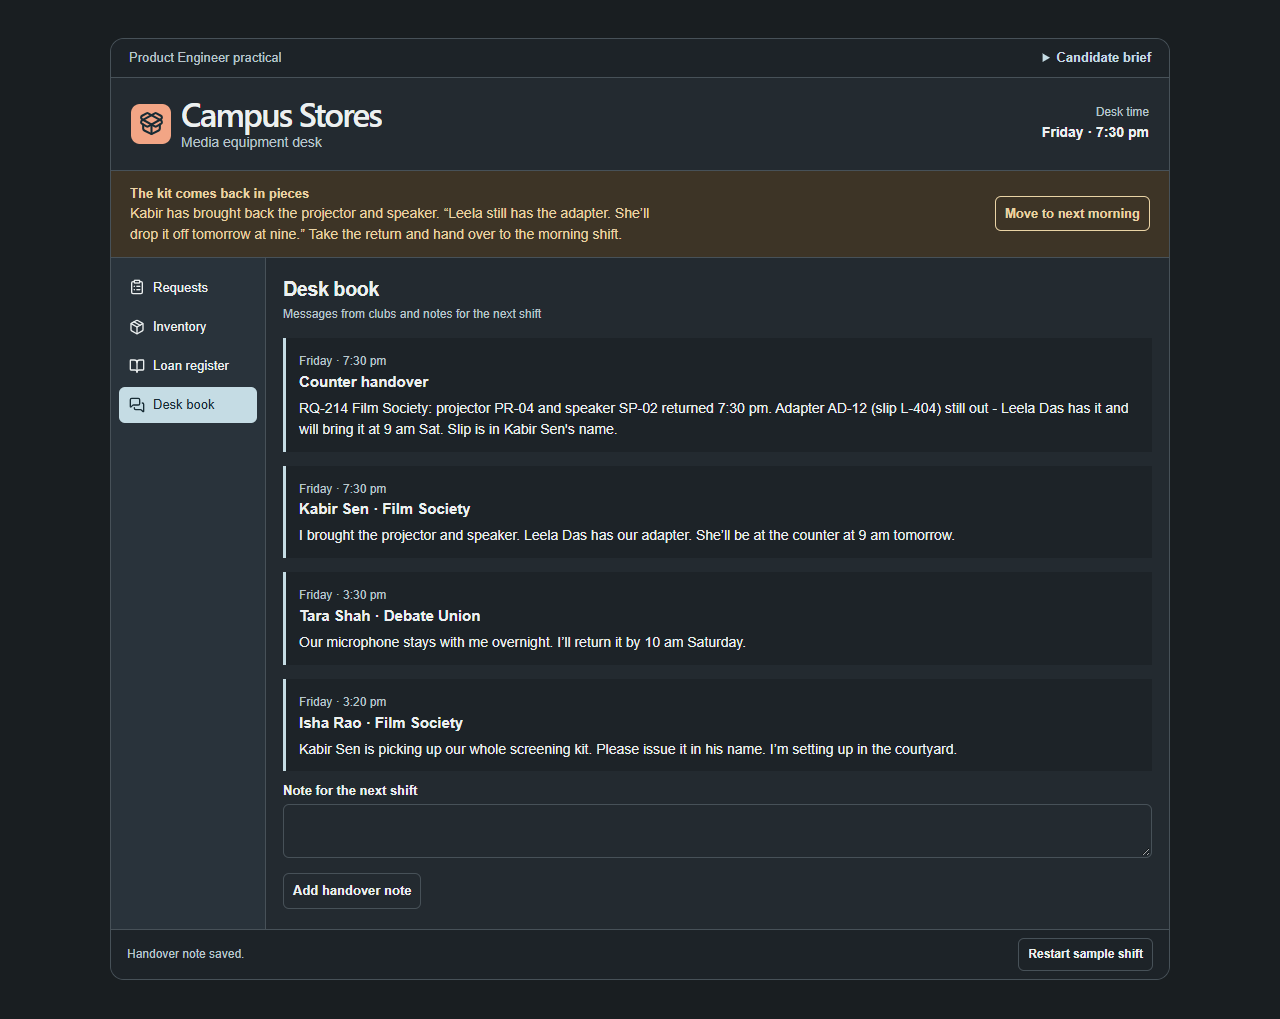 Product Engineer practical
Candidate brief
Campus Stores
Media equipment desk
Desk time
Friday · 7:30 pm
The kit comes back in pieces
Kabir has brought back the projector and speaker. “Leela still has the adapter. She’ll
drop it off tomorrow at nine.” Take the return and hand over to the morning shift.
Move to next morning
Requests
Inventory
Loan register
Desk book
Desk book
Messages from clubs and notes for the next shift
Friday · 7:30 pm
Counter handover
RQ-214 Film Society: projector PR-04 and speaker SP-02 returned 7:30 pm. Adapter AD-12 (slip L-404) still out - Leela Das has it and
will bring it at 9 am Sat. Slip is in Kabir Sen's name.
Friday · 7:30 pm
Kabir Sen · Film Society
I brought the projector and speaker. Leela Das has our adapter. She’ll be at the counter at 9 am tomorrow.
Friday · 3:30 pm
Tara Shah · Debate Union
Our microphone stays with me overnight. I’ll return it by 10 am Saturday.
Friday · 3:20 pm
Isha Rao · Film Society
Kabir Sen is picking up our whole screening kit. Please issue it in his name. I’m setting up in the courtyard.
Note for the next shift
Add handover note
Handover note saved.
Restart sample shift